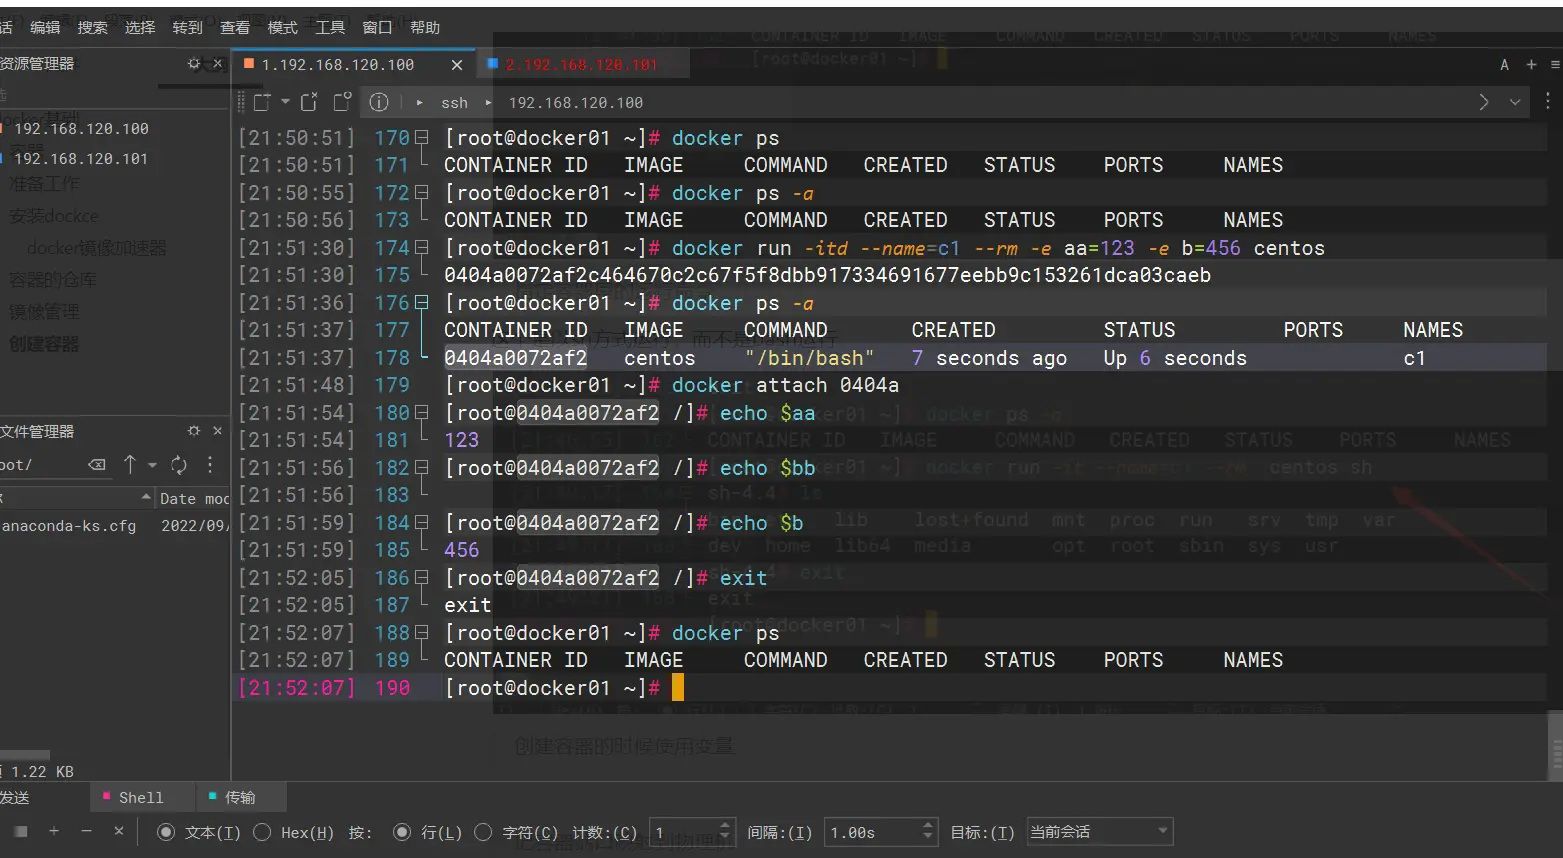 话 编辑 搜索 选择 转到 查看 模式 工具 窗口 帮助
资源管理器
1.192.168.120.100
2.192.168.120.101
A
ssh 192.168.120.100
192.168.120.100
192.168.120.101
准备工作
安装dockce
docker镜像加速器
容器的仓库
镜像管理
创建容器
[21:50:51] 170 [root@docker01 ~]# docker ps
[21:50:51] 171 CONTAINER ID IMAGE COMMAND CREATED STATUS PORTS NAMES
[21:50:55] 172 [root@docker01 ~]# docker ps -a
[21:50:56] 173 CONTAINER ID IMAGE COMMAND CREATED STATUS PORTS NAMES
[21:51:30] 174 [root@docker01 ~]# docker run -itd --name=c1 --rm -e aa=123 -e b=456 centos
[21:51:30] 175 0404a0072af2c464670c2c67f5f8dbb917334691677eebb9c153261dca03caeb
[21:51:36] 176 [root@docker01 ~]# docker ps -a
[21:51:37] 177 CONTAINER ID IMAGE COMMAND CREATED STATUS PORTS NAMES
[21:51:37] 178 0404a0072af2 centos "/bin/bash" 7 seconds ago Up 6 seconds c1
[21:51:48] 179 [root@docker01 ~]# docker attach 0404a
[21:51:54] 180 [root@0404a0072af2 /]# echo $aa
[21:51:54] 181 123
[21:51:56] 182 [root@0404a0072af2 /]# echo $bb
[21:51:56] 183
[21:51:59] 184 [root@0404a0072af2 /]# echo $b
[21:51:59] 185 456
[21:52:05] 186 [root@0404a0072af2 /]# exit
[21:52:05] 187 exit
[21:52:07] 188 [root@docker01 ~]# docker ps
[21:52:07] 189 CONTAINER ID IMAGE COMMAND CREATED STATUS PORTS NAMES
[21:52:07] 190 [root@docker01 ~]#
文件管理器
oot/
Date mod
anaconda-ks.cfg 2022/09/
1.22 KB
创建容器的时候使用变量
发送 Shell 传输
文本(T) Hex(H) 按: 行(L) 字符(C) 计数:(C) 1 间隔:(I) 1.00s 目标:(T) 当前会话